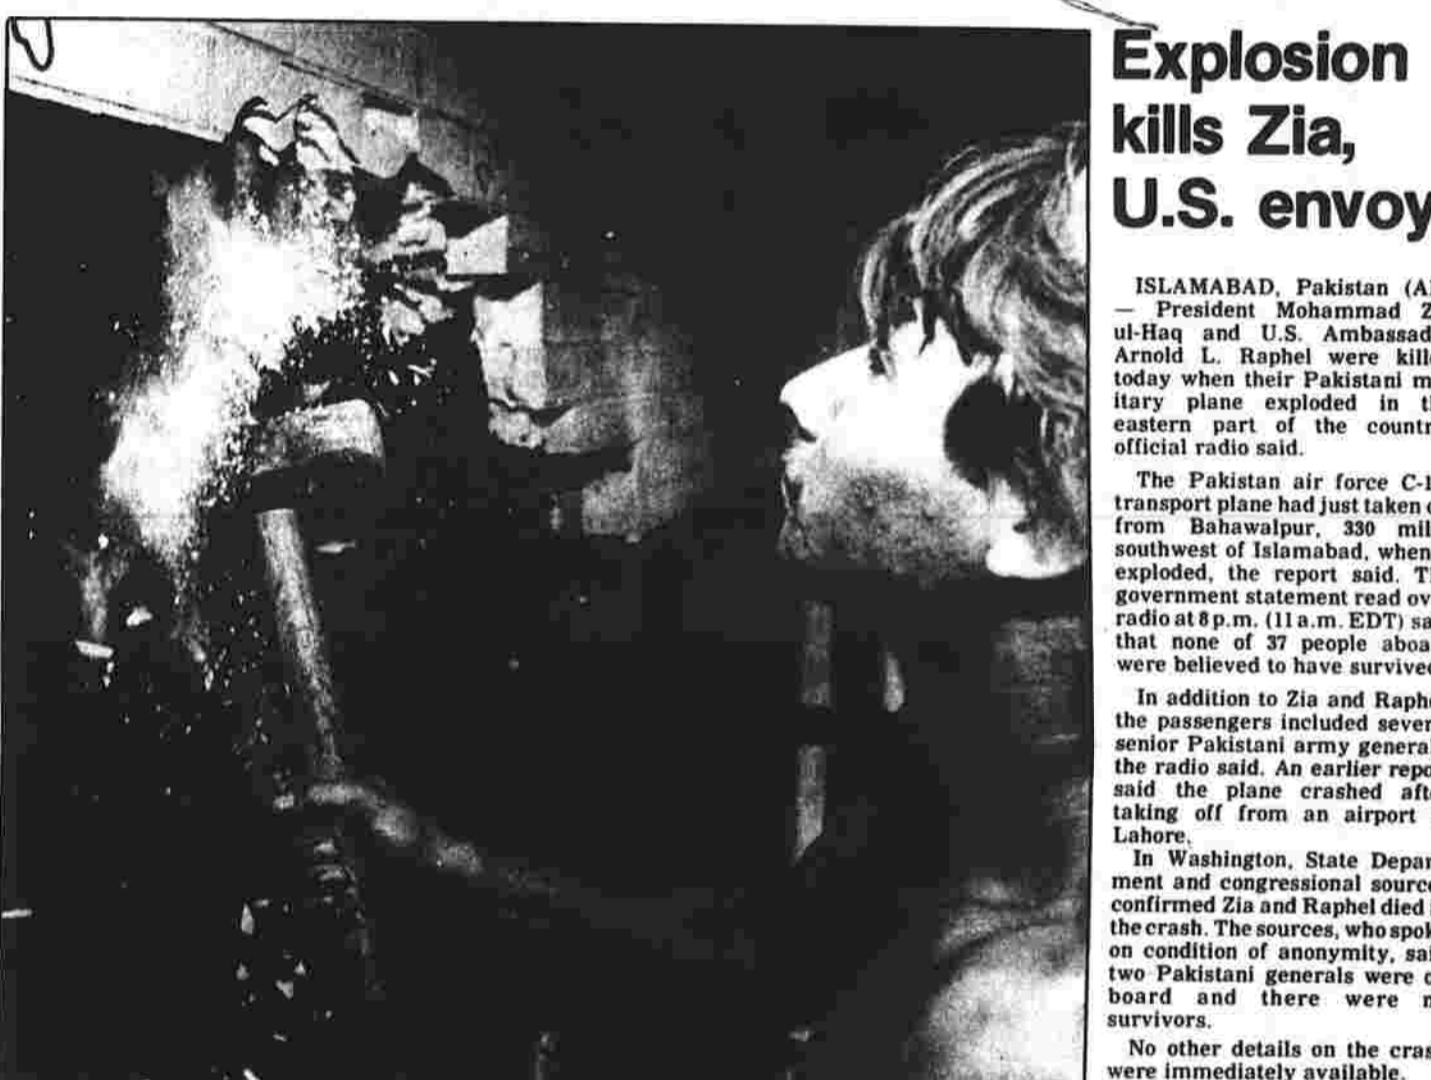 Explosion
kills Zia,
U.S. envoy
ISLAMABAD, Pakistan
— President Mohammad
ul-Haq and U.S.
Arnold L. Raphel were
today when their Pakistani
itary plane exploded in
eastern part of the
official radio said.
The Pakistan air force
transport plane had just taken
from Bahawalpur, 330
southwest of Islamabad, when
exploded, the report said.
government statement read
radio at 8 p.m. (11 a.m. EDT)
that none of 37 people
were believed to have
In addition to Zia and
the passengers included
senior Pakistani army
the radio said. An earlier
said the plane crashed
taking off from an airport
Lahore.
In Washington, State
ment and congressional
confirmed Zia and Raphel died
the crash. The sources, who
on condition of anonymity,
two Pakistani generals were
board and there were
survivors.
No other details on the
were immediately available.